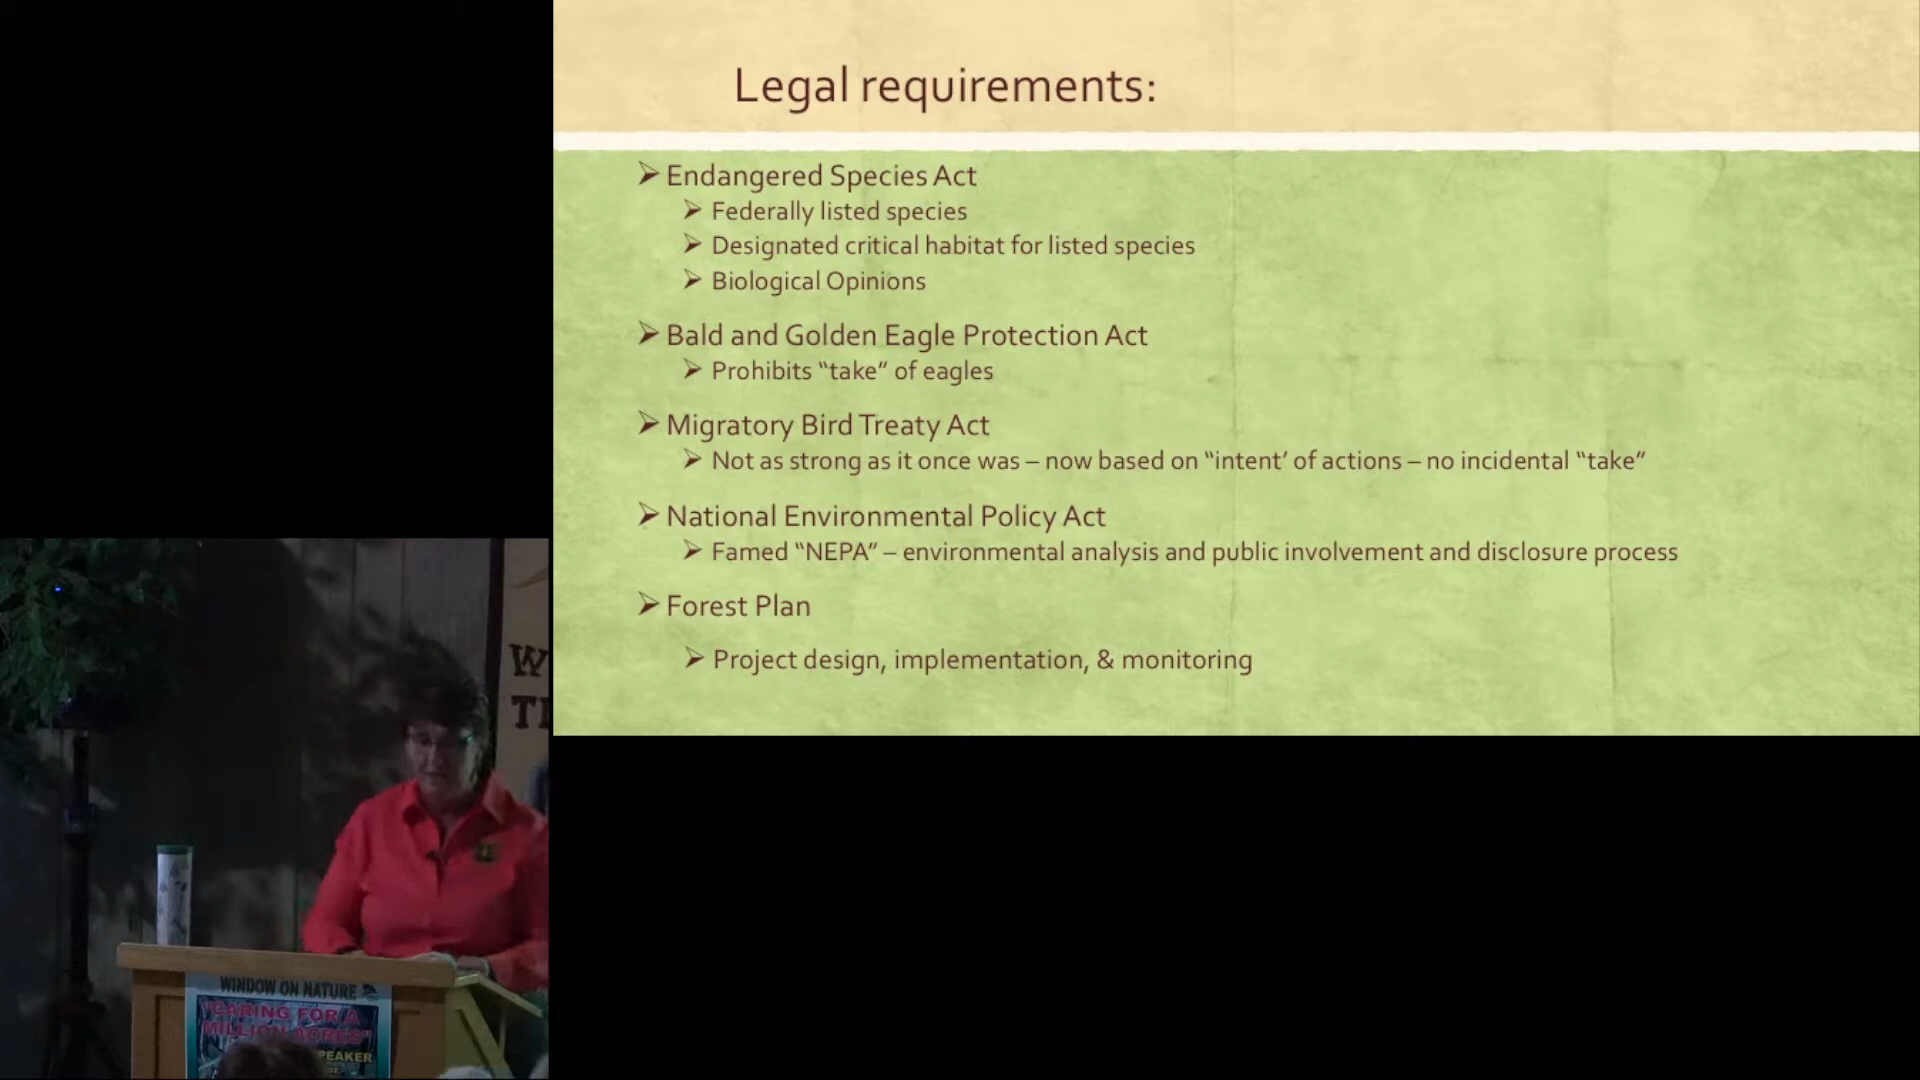 Legal requirements:
Endangered Species Act
Federally listed species
Designated critical habitat for listed species
Biological Opinions
Bald and Golden Eagle Protection Act
Prohibits “take” of eagles
Migratory Bird Treaty Act
Not as strong as it once was – now based on “intent’ of actions – no incidental “take”
National Environmental Policy Act
Famed “NEPA” – environmental analysis and public involvement and disclosure process
Forest Plan
Project design, implementation, & monitoring
W
T
WINDOW ON NATURE
"CARING FOR A
MILLION ACRES"
SPEAKER